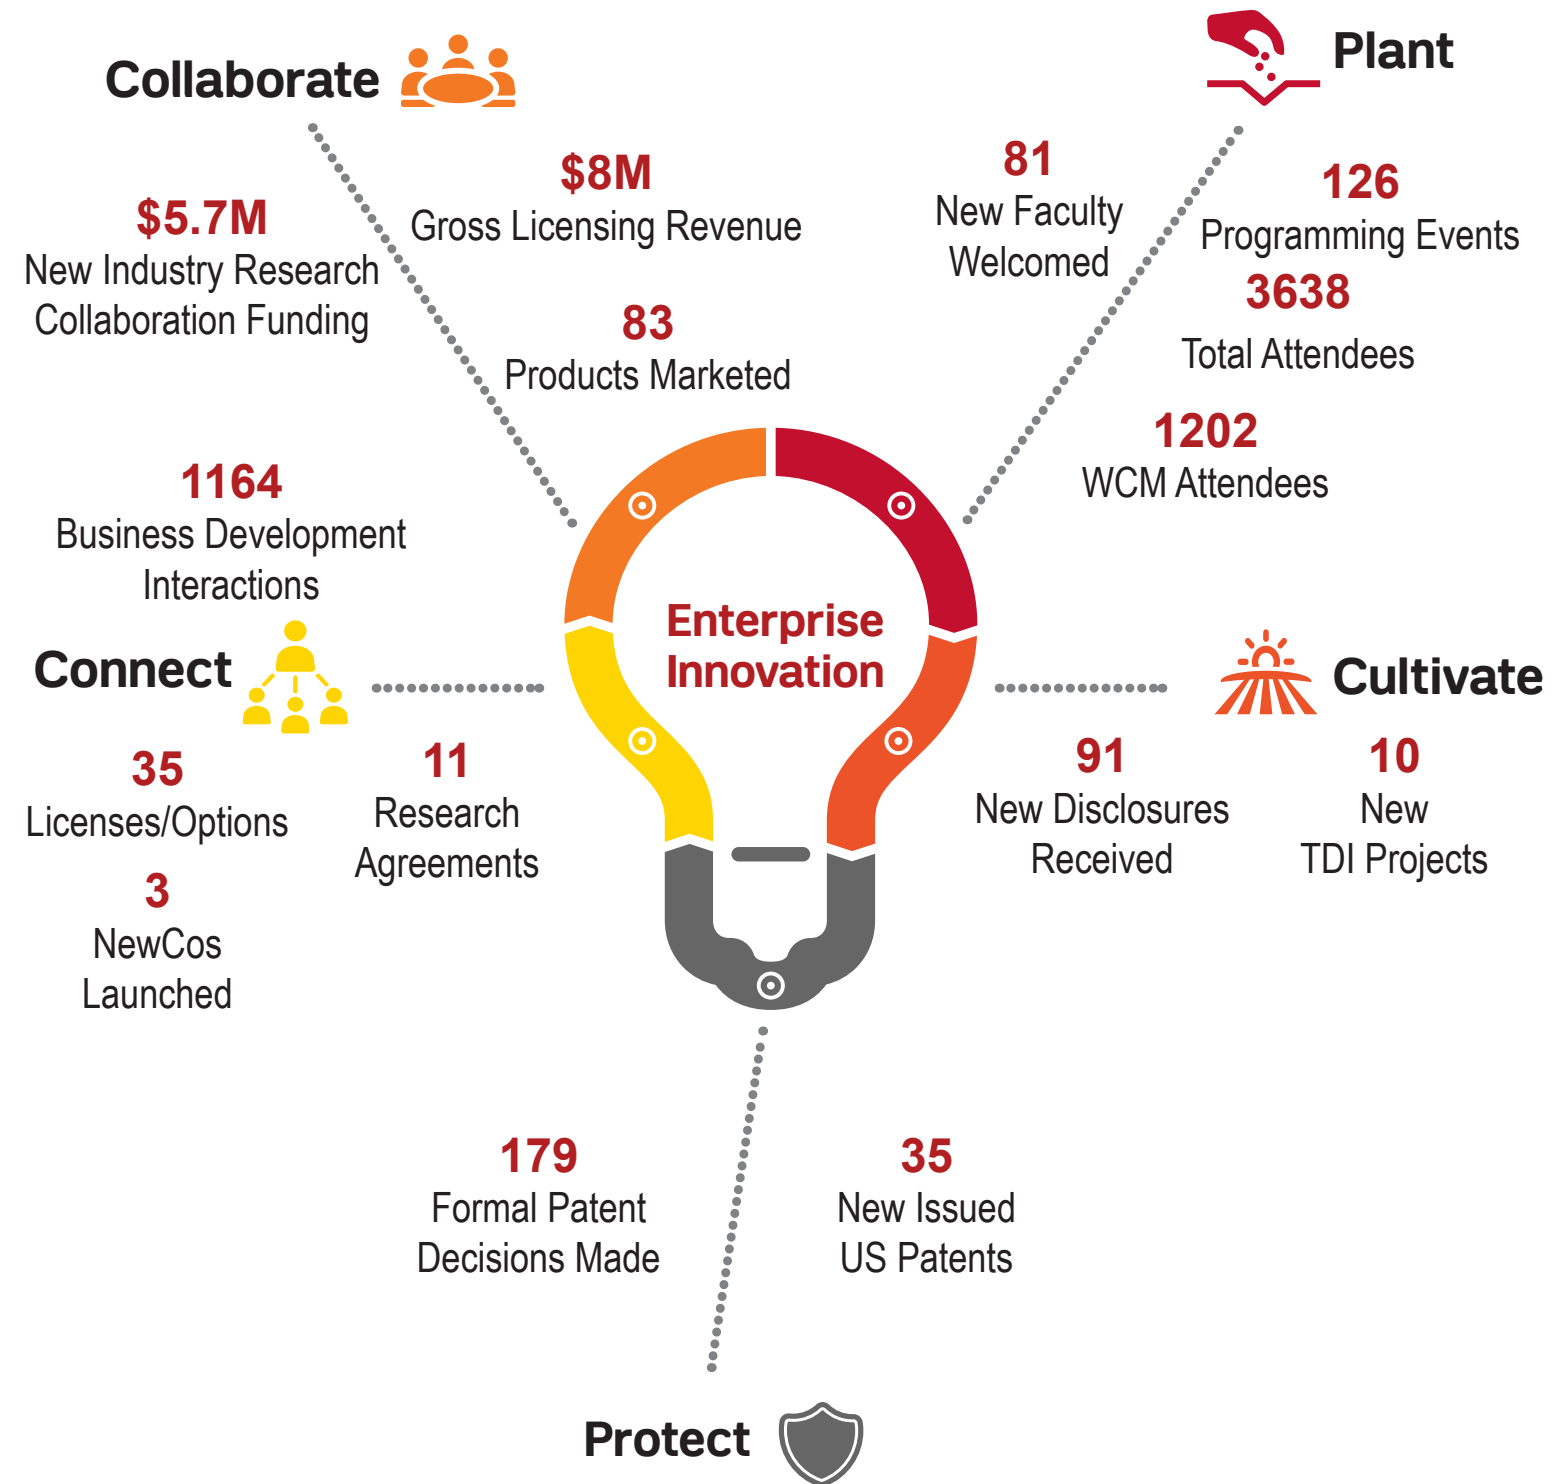 Collaborate
$5.7M
New Industry Research
Collaboration Funding
$8M
Gross Licensing Revenue
83
Products Marketed
Plant
81
New Faculty
Welcomed
126
Programming Events
3638
Total Attendees
1202
WCM Attendees
1164
Business Development
Interactions
Connect
35
Licenses/Options
11
Research
Agreements
3
NewCos
Launched
Enterprise
Innovation
Cultivate
91
New Disclosures
Received
10
New
TDI Projects
179
Formal Patent
Decisions Made
35
New Issued
US Patents
Protect